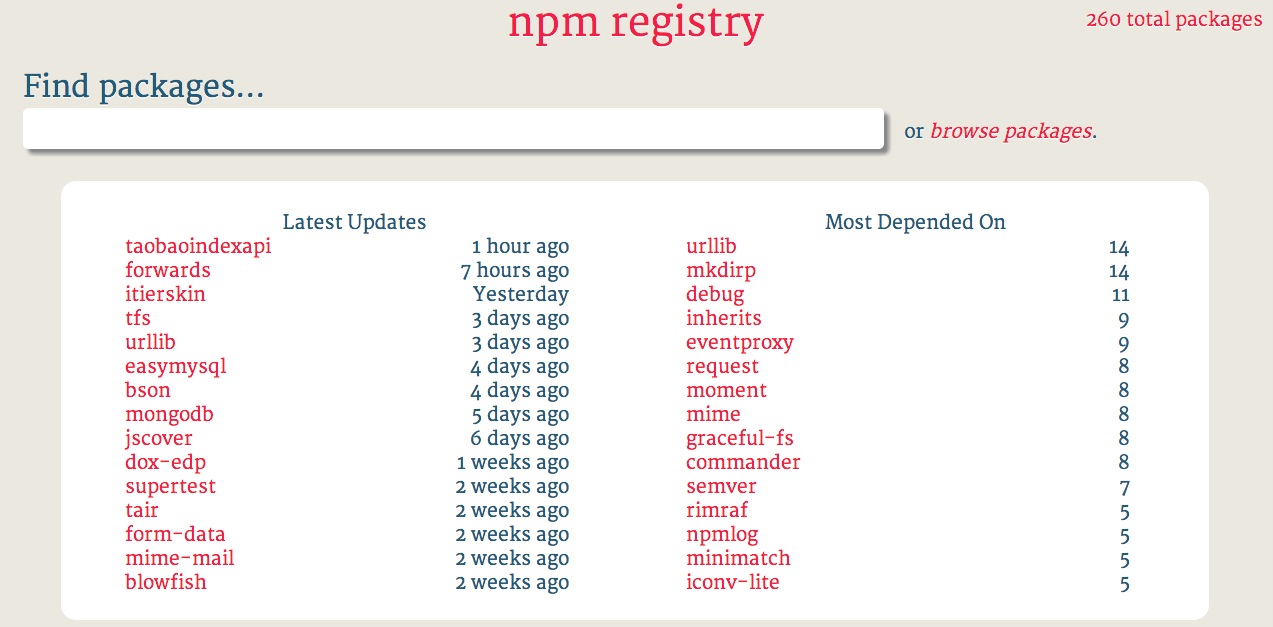 npm registry
260 total packages
Find packages...
or browse packages.
Latest Updates
taobaoindexapi 1 hour ago
forwards 7 hours ago
itierskin Yesterday
tfs 3 days ago
urllib 3 days ago
easymysql 4 days ago
bson 4 days ago
mongodb 5 days ago
jscover 6 days ago
dox-edp 1 weeks ago
supertest 2 weeks ago
tair 2 weeks ago
form-data 2 weeks ago
mime-mail 2 weeks ago
blowfish 2 weeks ago
Most Depended On
urllib 14
mkdirp 14
debug 11
inherits 9
eventproxy 9
request 8
moment 8
mime 8
graceful-fs 8
commander 8
semver 7
rimraf 5
npmlog 5
minimatch 5
iconv-lite 5